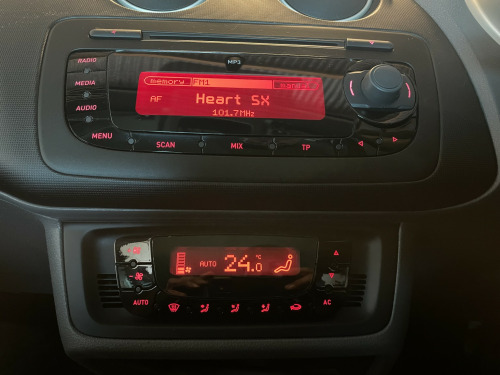 MP3
RADIO
MEDIA
AUDIO
MENU
memory FM1
AF Heart SX
101.7MHz
SCAN MIX TP
AUTO 24.0 °C
AUTO AC